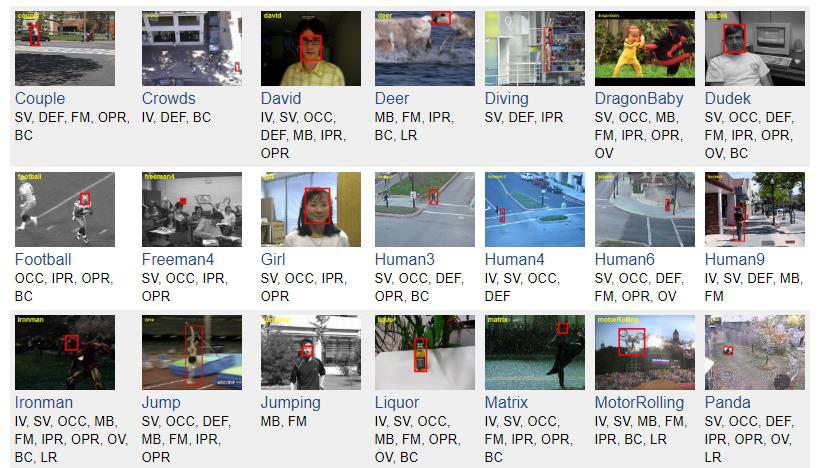 couple
david
deer
diving
dragonbaby
dudek
Couple
Crowds
David
Deer
Diving
DragonBaby
Dudek
SV, DEF, FM, OPR,
BC
IV, DEF, BC
IV, SV, OCC,
DEF, MB, IPR,
OPR
MB, FM, IPR,
BC, LR
SV, DEF, IPR
SV, OCC, MB,
FM, IPR, OPR,
OV
SV, OCC, DEF,
FM, IPR, OPR,
OV, BC
football
freeman4
Football
Freeman4
Girl
Human3
Human4
Human6
Human9
OCC, IPR, OPR,
BC
SV, OCC, IPR,
OPR
SV, OCC, IPR,
OPR
SV, OCC, DEF,
OPR, BC
IV, SV, OCC,
DEF
SV, OCC, DEF,
FM, OPR, OV
IV, SV, DEF, MB,
FM
ironman
jump
jumping
liquor
matrix
motorRolling
Ironman
Jump
Jumping
Liquor
Matrix
MotorRolling
Panda
IV, SV, OCC, MB,
FM, IPR, OPR, OV,
BC, LR
SV, OCC, DEF,
MB, FM, IPR,
OPR
MB, FM
IV, SV, OCC,
MB, FM, OPR,
OV, BC
IV, SV, OCC,
FM, IPR, OPR,
BC
IV, SV, MB, FM,
IPR, BC, LR
SV, OCC, DEF,
IPR, OPR, OV,
LR